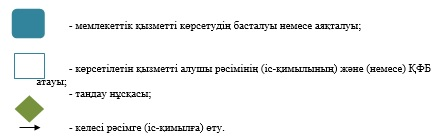 - мемлекеттік қызметті көрсетудің басталуы немесе аяқталуы;
- көрсетілетін қызметті алушы рәсімінің (іс-қимылының) және (немесе) ҚФБ
атауы;
- таңдау нұсқасы;
- келесі рәсімге (іс-қимылға) өту.